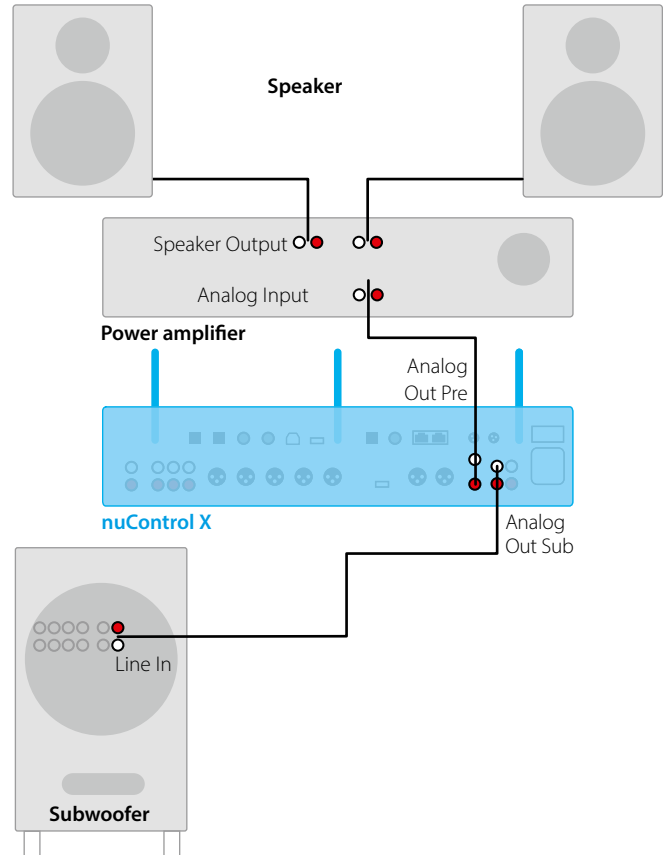 Speaker
Speaker Output
Analog Input
Power amplifier
Analog
Out Pre
nuControl X
Analog
Out Sub
Line In
Subwoofer